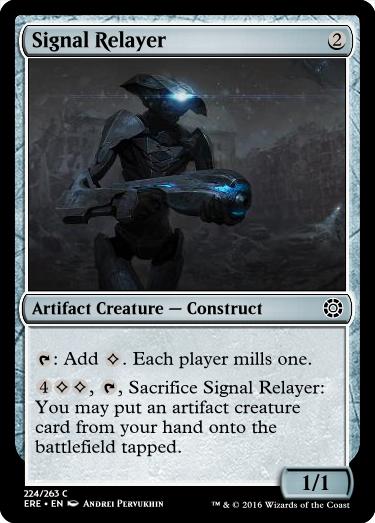 Signal Relayer 2
Artifact Creature — Construct
: Add . Each player mills one.
4 , , Sacrifice Signal Relayer:
You may put an artifact creature
card from your hand onto the
battlefield tapped.
1/1
224/263 C
ERE • EN Andrei Pervukhin
™ & © 2016 Wizards of the Coast